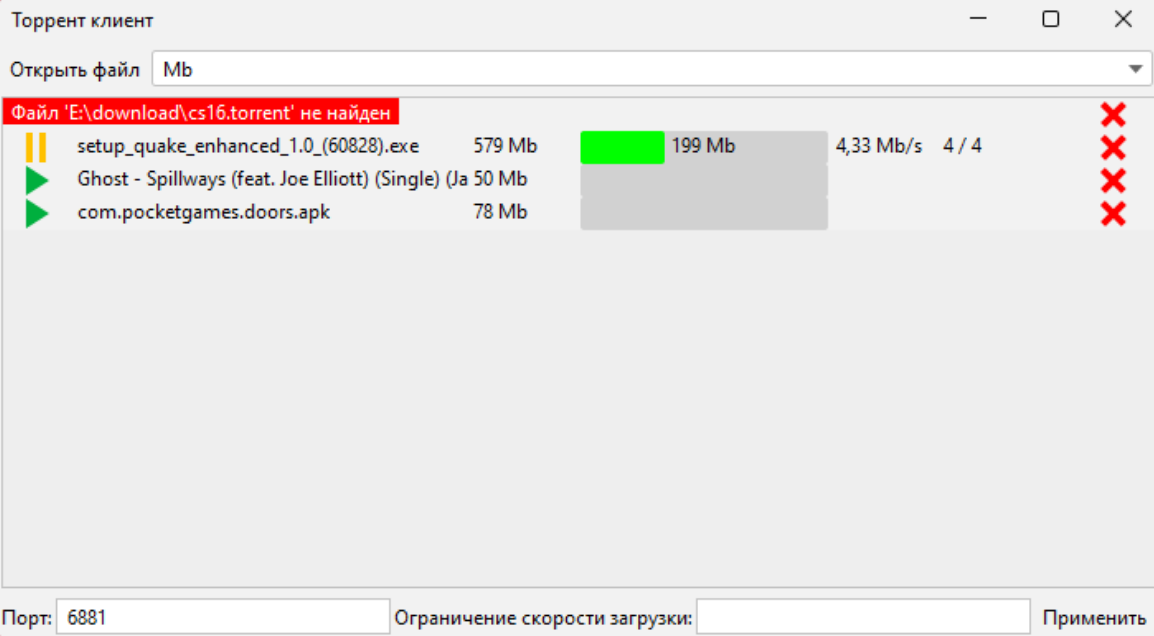 Торрент клиент
Открыть файл Mb
Файл 'E:\download\cs16.torrent' не найден
setup_quake_enhanced_1.0_(60828).exe 579 Mb 199 Mb 4,33 Mb/s 4 / 4
Ghost - Spillways (feat. Joe Elliott) (Single) (Ja 50 Mb
com.pocketgames.doors.apk 78 Mb
Порт: 6881 Ограничение скорости загрузки: Применить